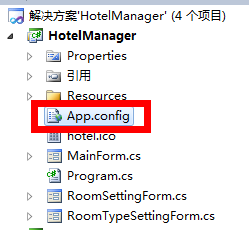 解决方案'HotelManager' (4 个项目)
HotelManager
Properties
引用
Resources
App.config
hotel.ico
MainForm.cs
Program.cs
RoomSettingForm.cs
RoomTypeSettingForm.cs